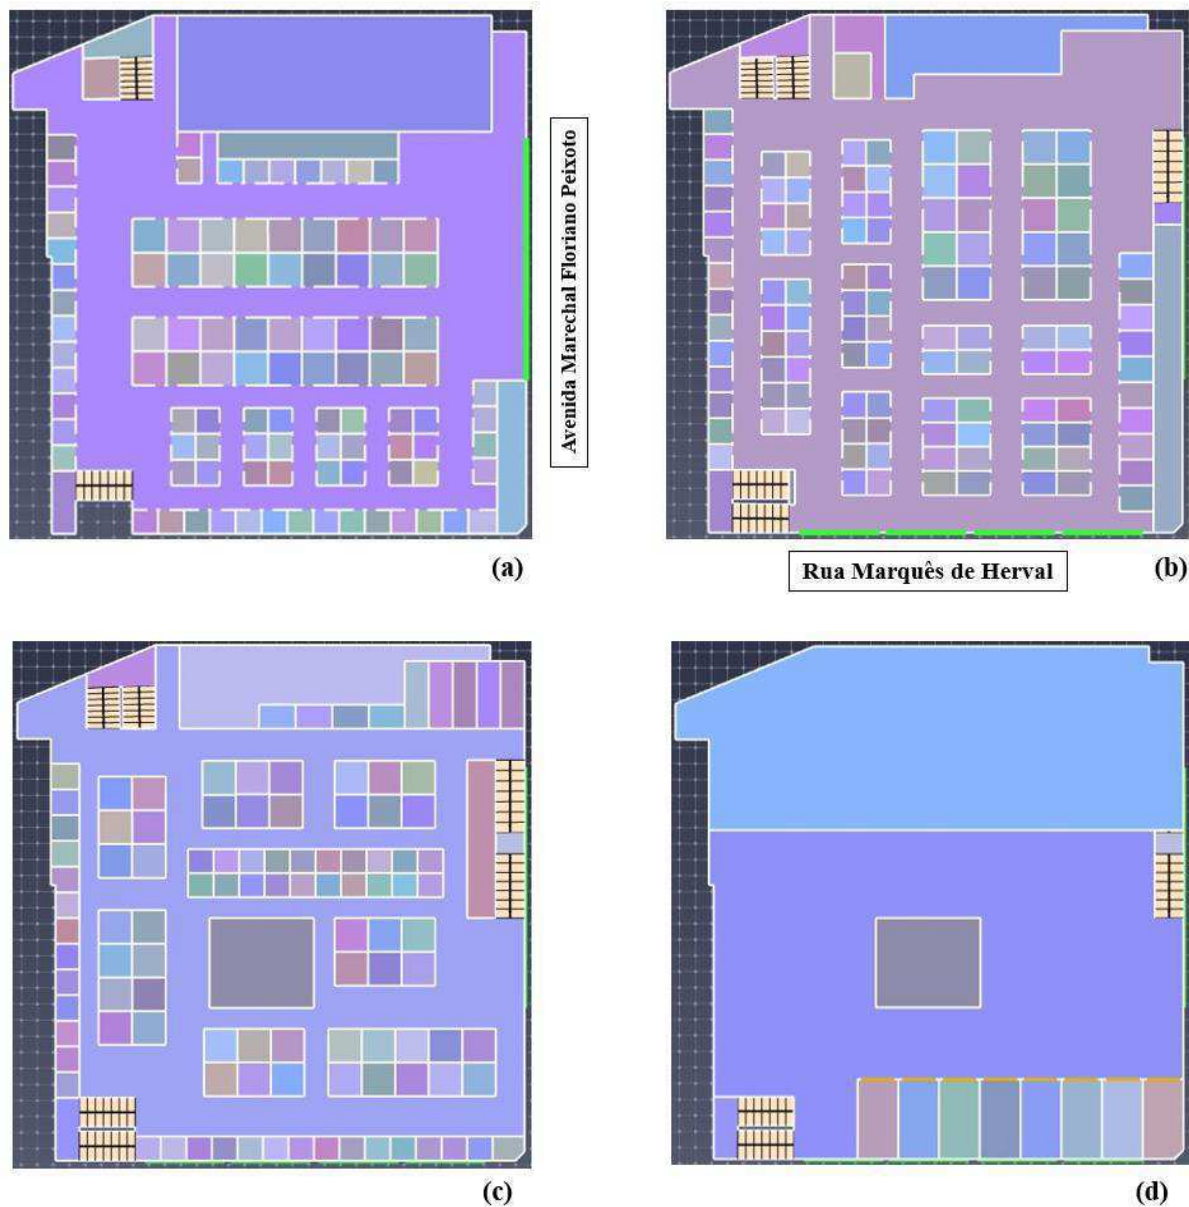 Avenida Marechal Floriano Peixoto
(a)
Rua Marquês de Herval
(b)
(c)
(d)